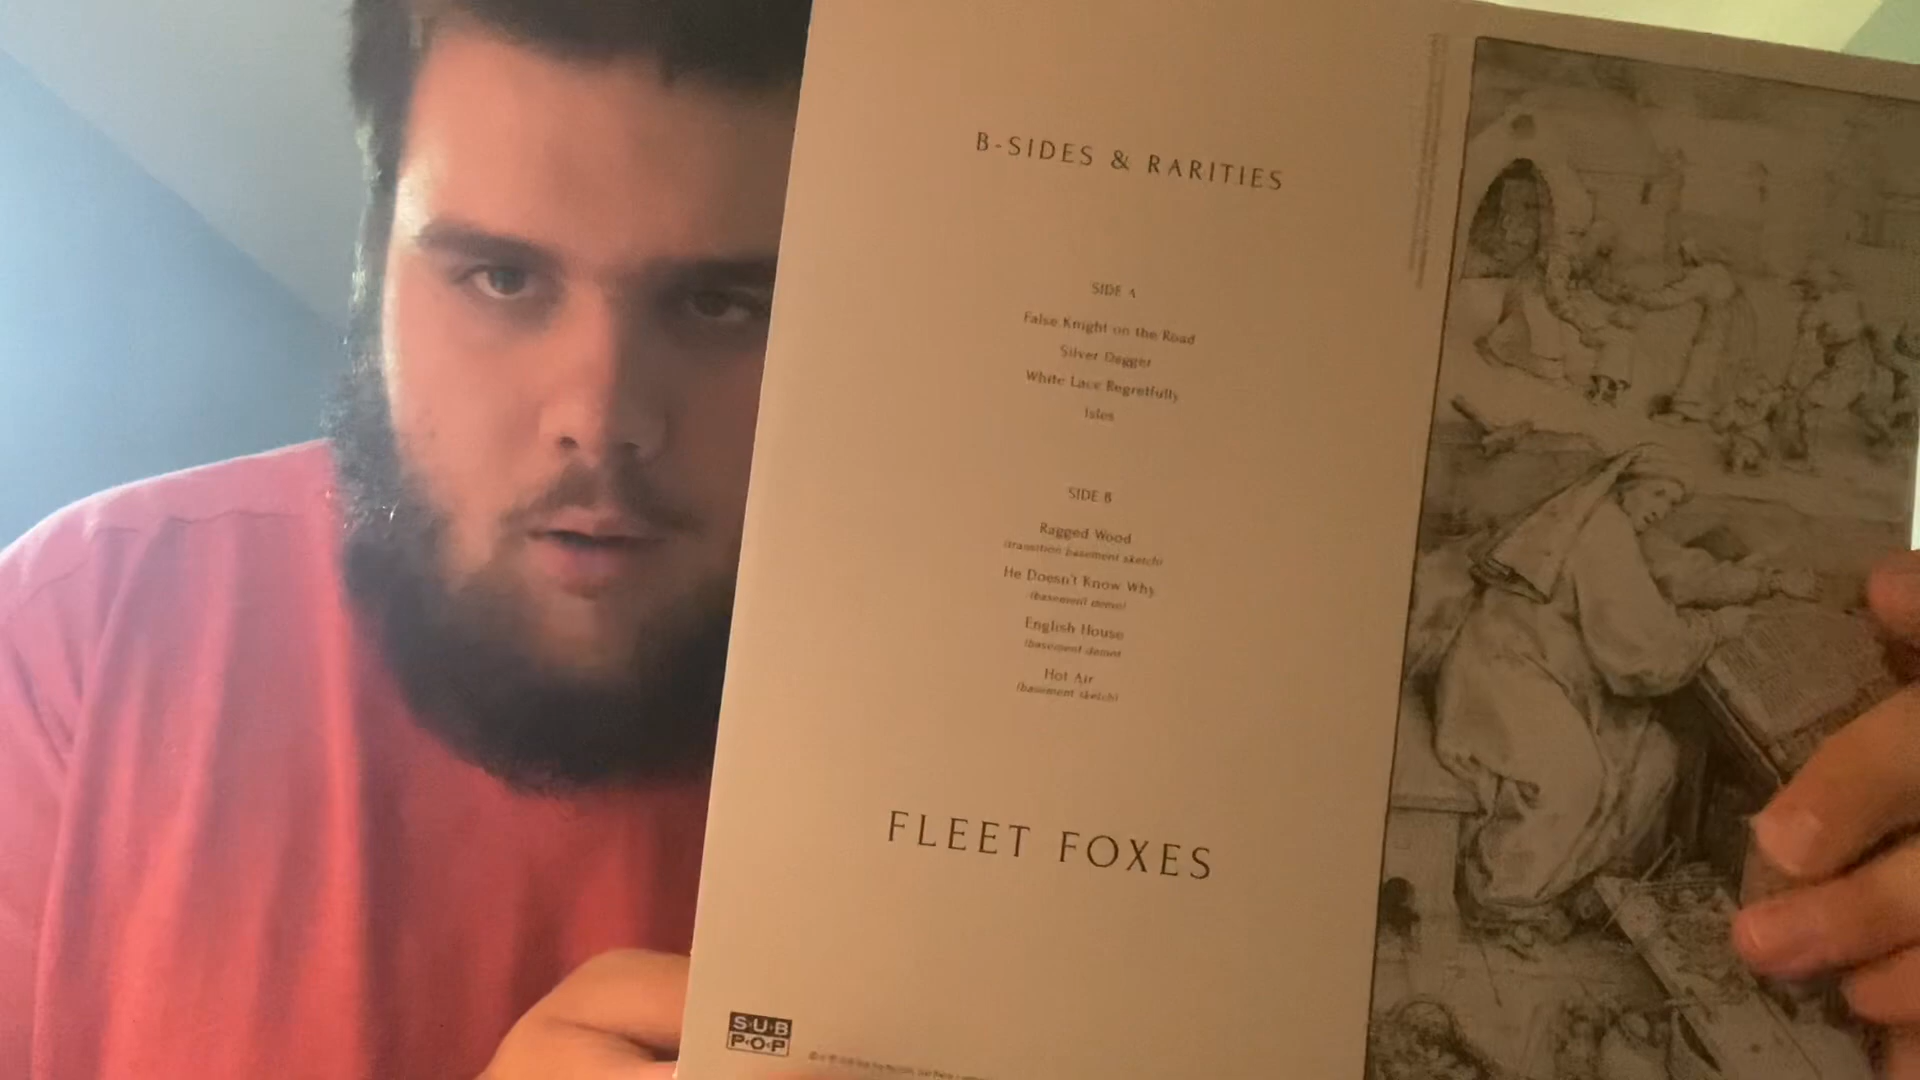 B-SIDES & RARITIES
SIDE A
False Knight on the Road
Silver Dagger
White Lace Regretfully
Isles
SIDE B
Ragged Wood
(transition basement sketch)
He Doesn't Know Why
(basement demo)
English House
(basement demo)
Hot Air
(basement sketch)
FLEET FOXES
SUB
POP